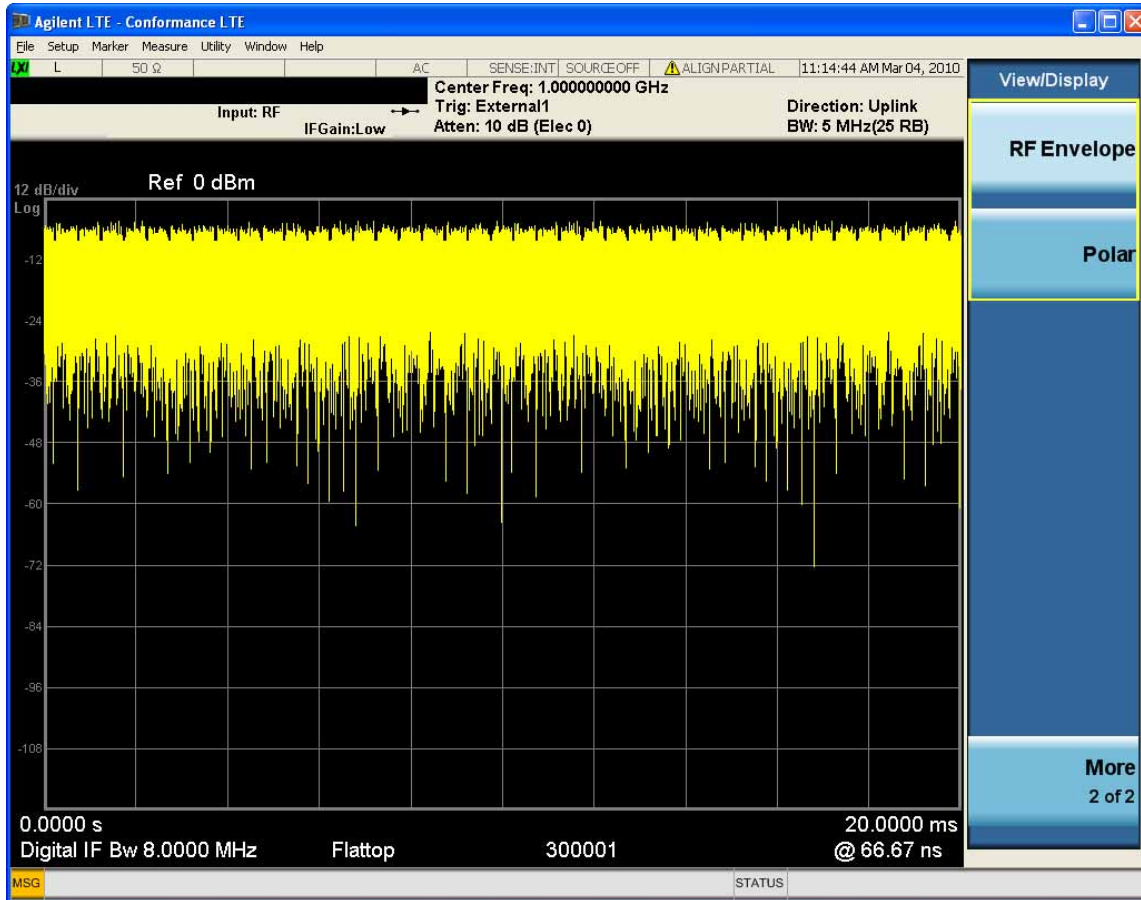 Agilent LTE - Conformance LTE
File Setup Marker Measure Utility Window Help
LXI L 50 Ω AC SENSE:INT SOURCE OFF ALIGN PARTIAL 11:14:44 AM Mar 04, 2010
Center Freq: 1.000000000 GHz
Input: RF Trig: External1 Direction: Uplink
IFGain:Low Atten: 10 dB (Elec 0) BW: 5 MHz(25 RB)
View/Display
RF Envelope
Polar
More
2 of 2
12 dB/div Ref 0 dBm
Log
-12
-24
-36
-48
-60
-72
-84
-96
-108
0.0000 s 20.0000 ms
Digital IF Bw 8.0000 MHz Flattop 300001 @ 66.67 ns
MSG STATUS